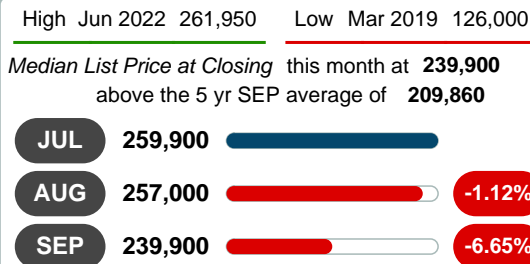 High Jun 2022 261,950 Low Mar 2019 126,000
Median List Price at Closing this month at 239,900
above the 5 yr SEP average of 209,860
JUL 259,900
AUG 257,000 -1.12%
SEP 239,900 -6.65%